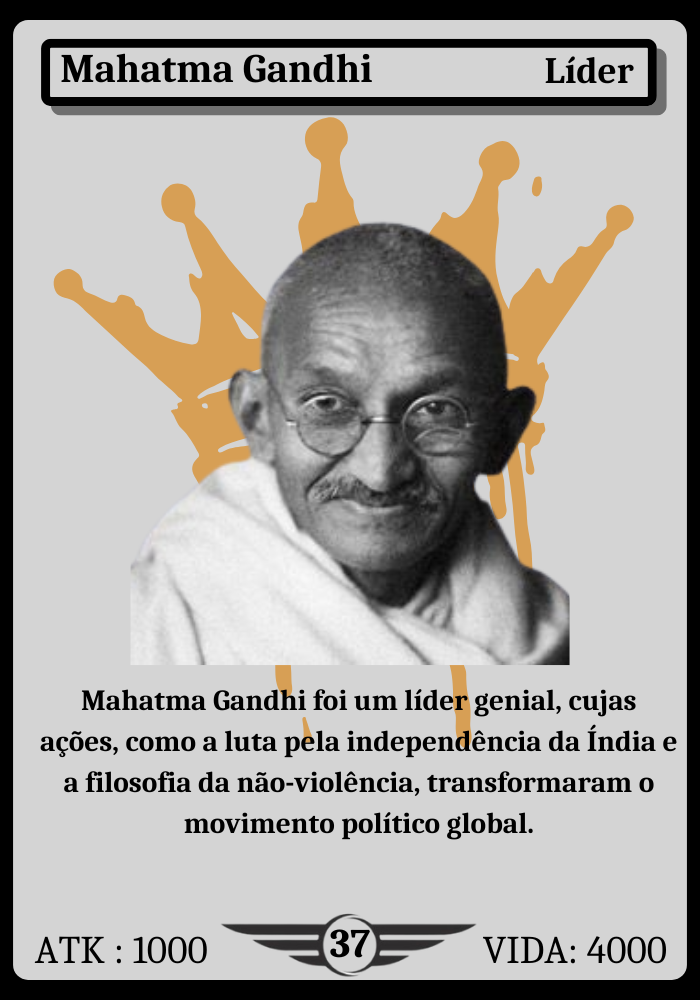 Mahatma Gandhi Líder
Mahatma Gandhi foi um líder genial, cujas
ações, como a luta pela independência da Índia e
a filosofia da não-violência, transformaram o
movimento político global.
ATK : 1000 37 VIDA: 4000